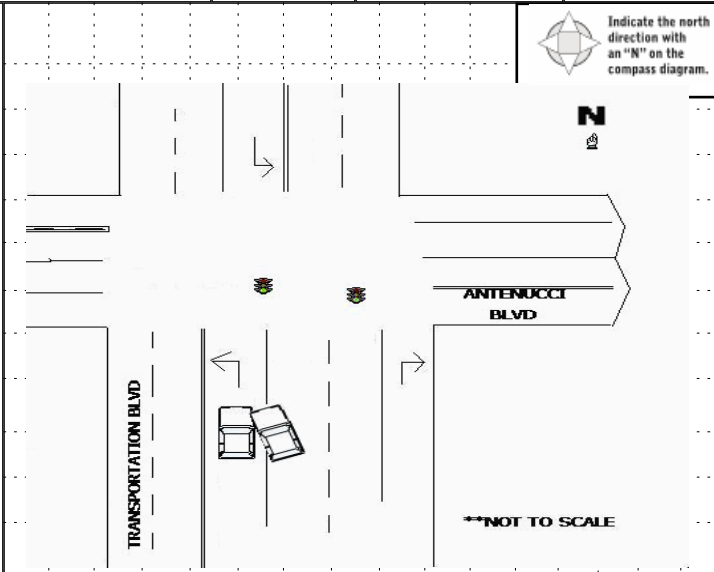 Indicate the north
direction with
an "N" on the
compass diagram.
N
ANTENUCCI
BLVD
TRANSPORTATION BLVD
**NOT TO SCALE